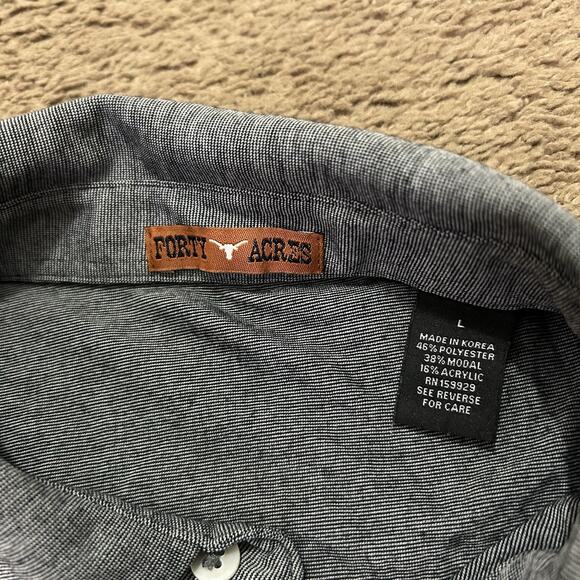 FORTY ACRES
L
MADE IN KOREA
46% POLYESTER
38% MODAL
16% ACRYLIC
RN 159929
SEE REVERSE
FOR CARE